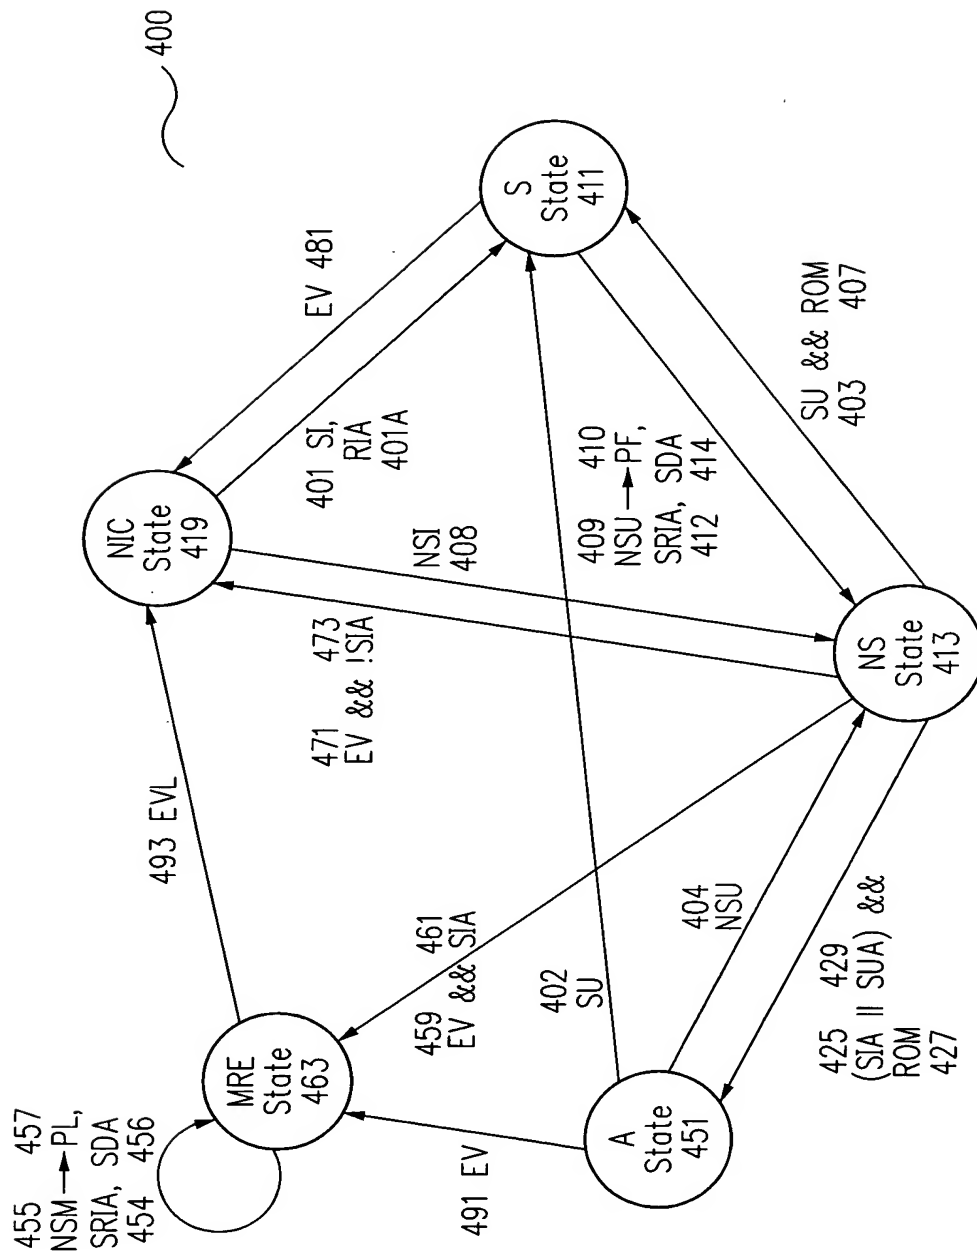 400
455 457
NSM → PL,
SRIA, SDA
454 456
MRE
State
463
493 EVL
NIC
State
419
EV 481
401 SI,
RIA
401A
S
State
411
471 473
EV && !SIA
NSI
408
459 461
EV && SIA
491 EV
402
SU
409 410
NSU → PF,
SRIA, SDA
412 414
SU && ROM
403 407
A
State
451
404
NSU
425 429
(SIA || SUA) &&
ROM
427
NS
State
413